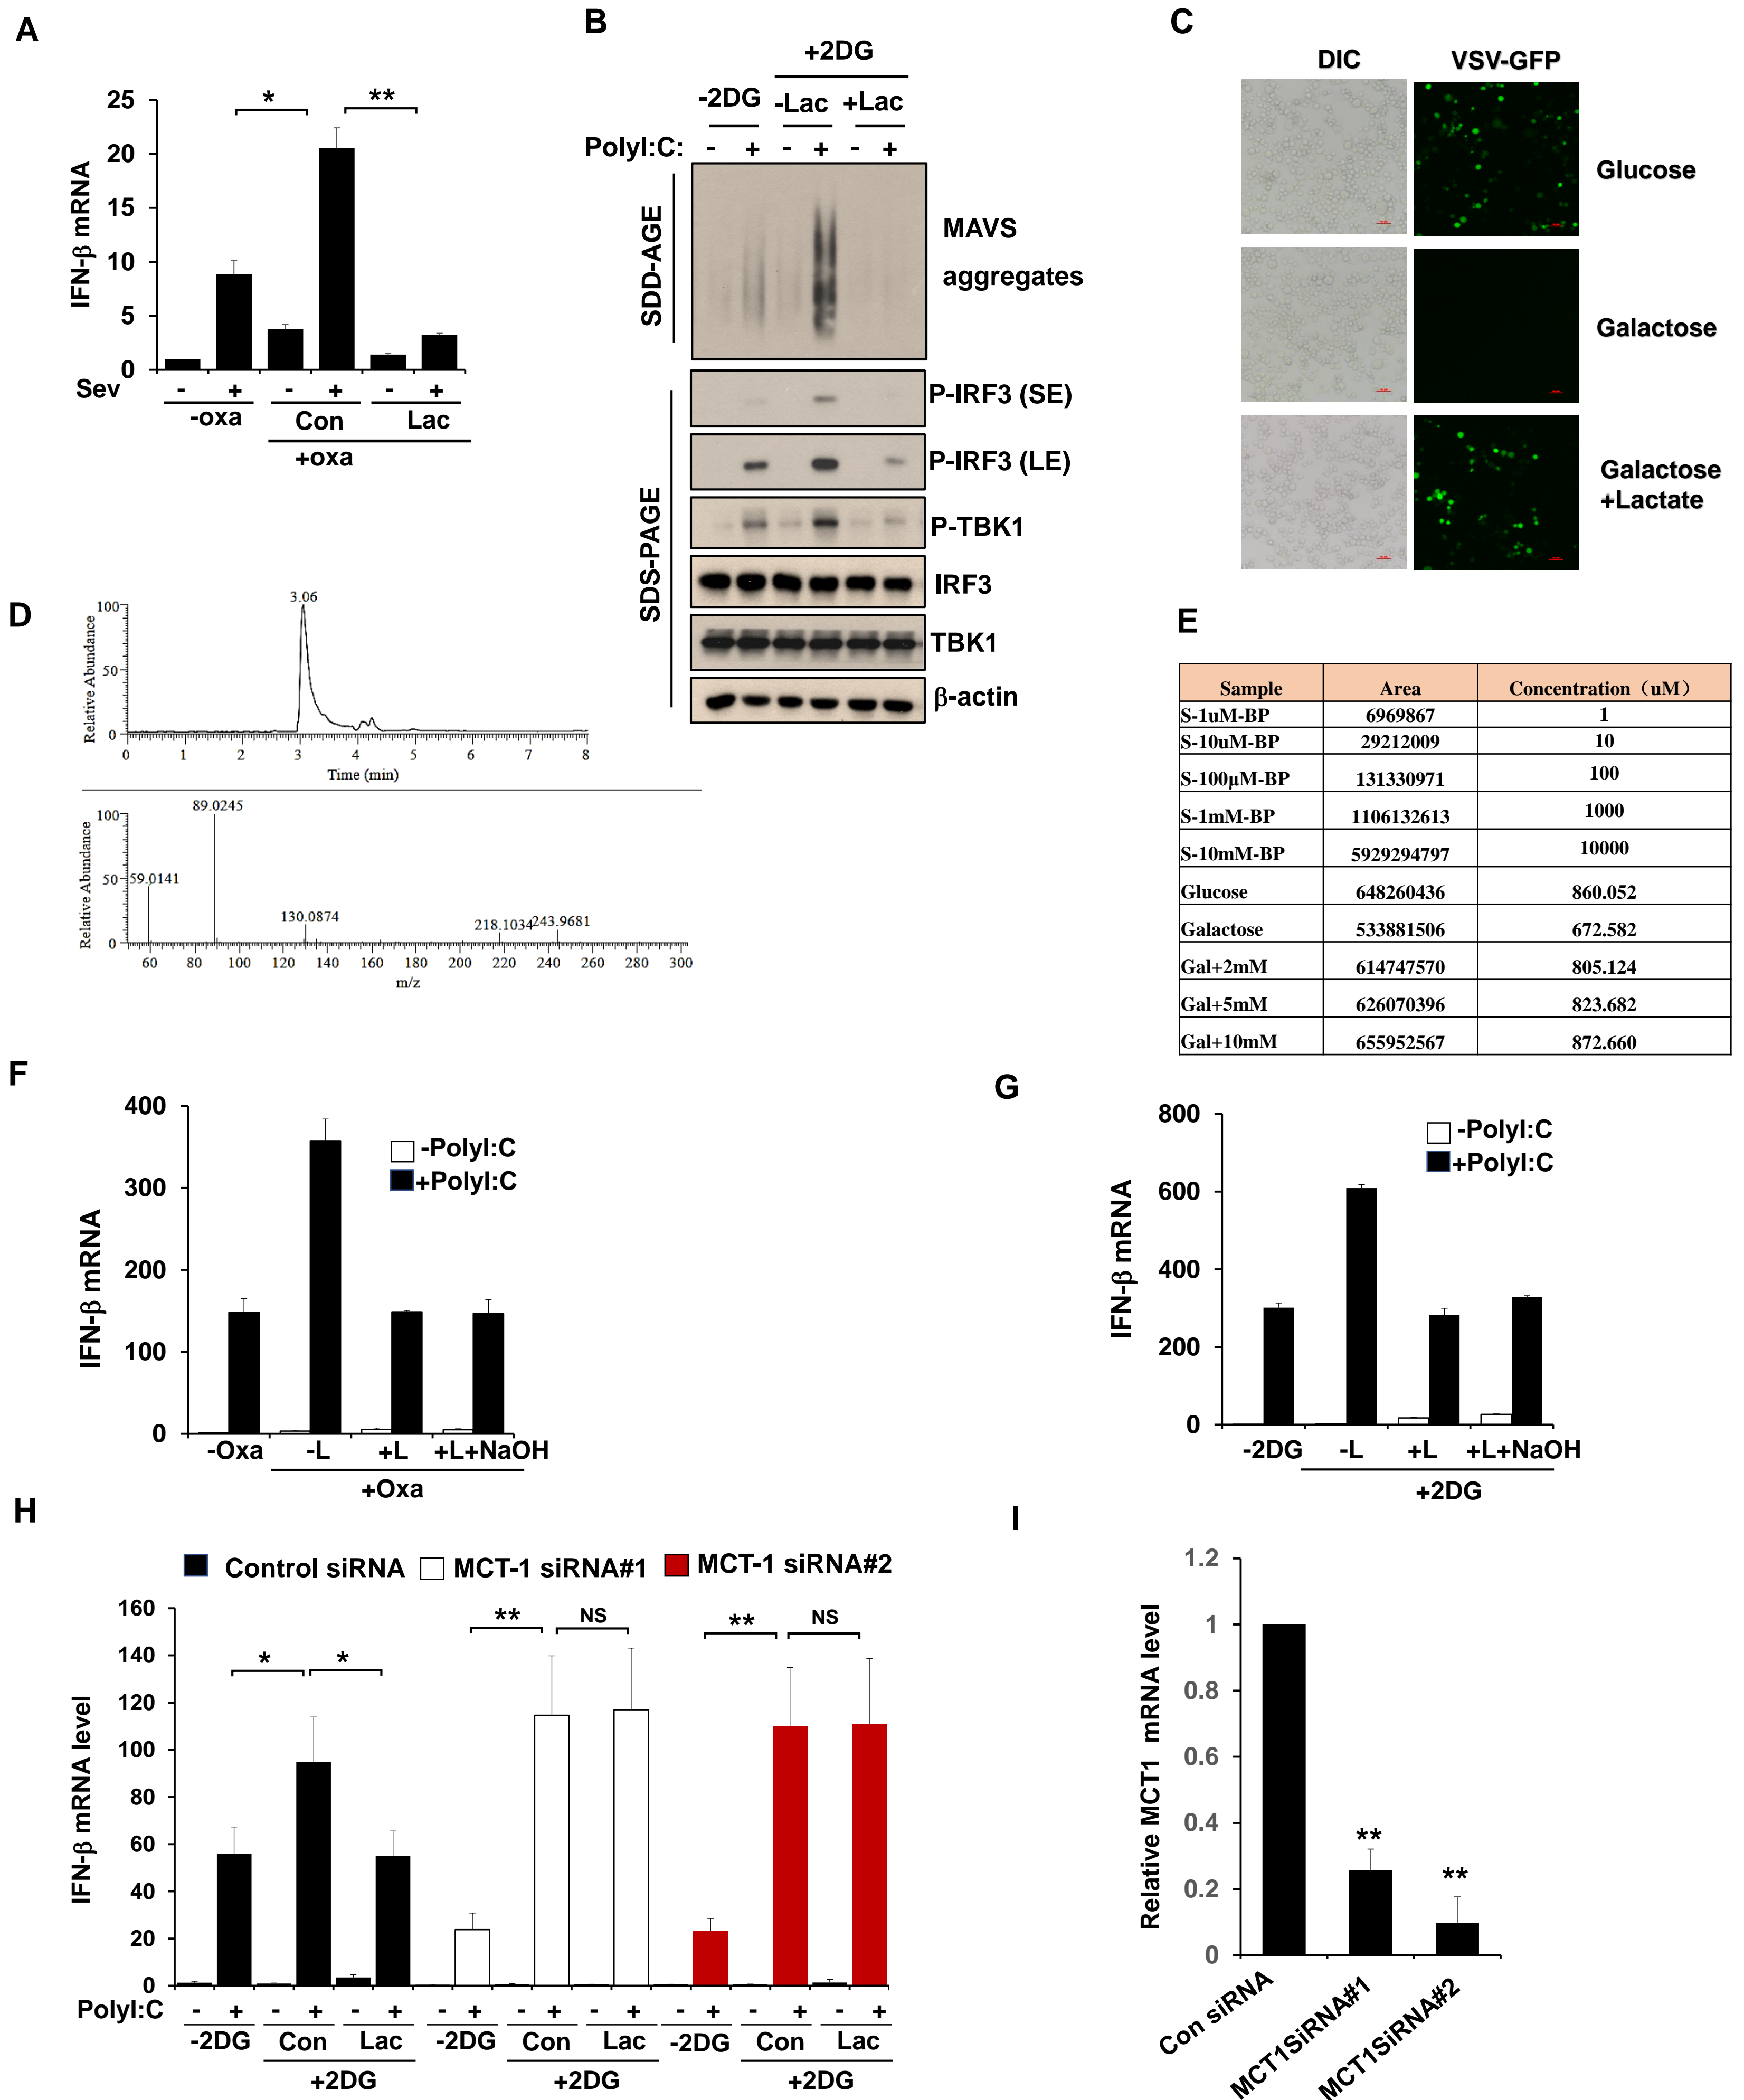 A
25
20
15
10
5
0
IFN-β mRNA
*
**
Sev
- + - + - +
-oxa
Con
Lac
+oxa
B
+2DG
-2DG
-Lac
+Lac
PolyI:C:
- + - + - +
SDD-AGE
MAVS
aggregates
SDS-PAGE
P-IRF3 (SE)
P-IRF3 (LE)
P-TBK1
IRF3
TBK1
β-actin
C
DIC
VSV-GFP
Glucose
Galactose
Galactose
+Lactate
D
3.06
100
50
0
Relative Abundance
0 1 2 3 4 5 6 7 8
Time (min)
89.0245
100
50
0
59.0141
130.0874
218.1034
243.9681
Relative Abundance
60 80 100 120 140 160 180 200 220 240 260 280 300
m/z
E
Sample Area Concentration（uM）
S-1uM-BP 6969867 1
S-10uM-BP 29212009 10
S-100μM-BP 131330971 100
S-1mM-BP 1106132613 1000
S-10mM-BP 5929294797 10000
Glucose 648260436 860.052
Galactose 533881506 672.582
Gal+2mM 614747570 805.124
Gal+5mM 626070396 823.682
Gal+10mM 655952567 872.660
F
400
300
200
100
0
IFN-β mRNA
-PolyI:C
+PolyI:C
-Oxa -L +L +L+NaOH
+Oxa
G
800
600
400
200
0
IFN-β mRNA
-PolyI:C
+PolyI:C
-2DG -L +L +L+NaOH
+2DG
H
Control siRNA MCT-1 siRNA#1 MCT-1 siRNA#2
160
140
120
100
80
60
40
20
0
IFN-β mRNA level
* *
** NS
** NS
PolyI:C - + - + - + - + - + - + - + - + - +
-2DG Con Lac -2DG Con Lac -2DG Con Lac
+2DG +2DG +2DG
I
1.2
1
0.8
0.6
0.4
0.2
0
Relative MCT1 mRNA level
**
**
Con siRNA
MCT1SiRNA#1
MCT1SiRNA#2